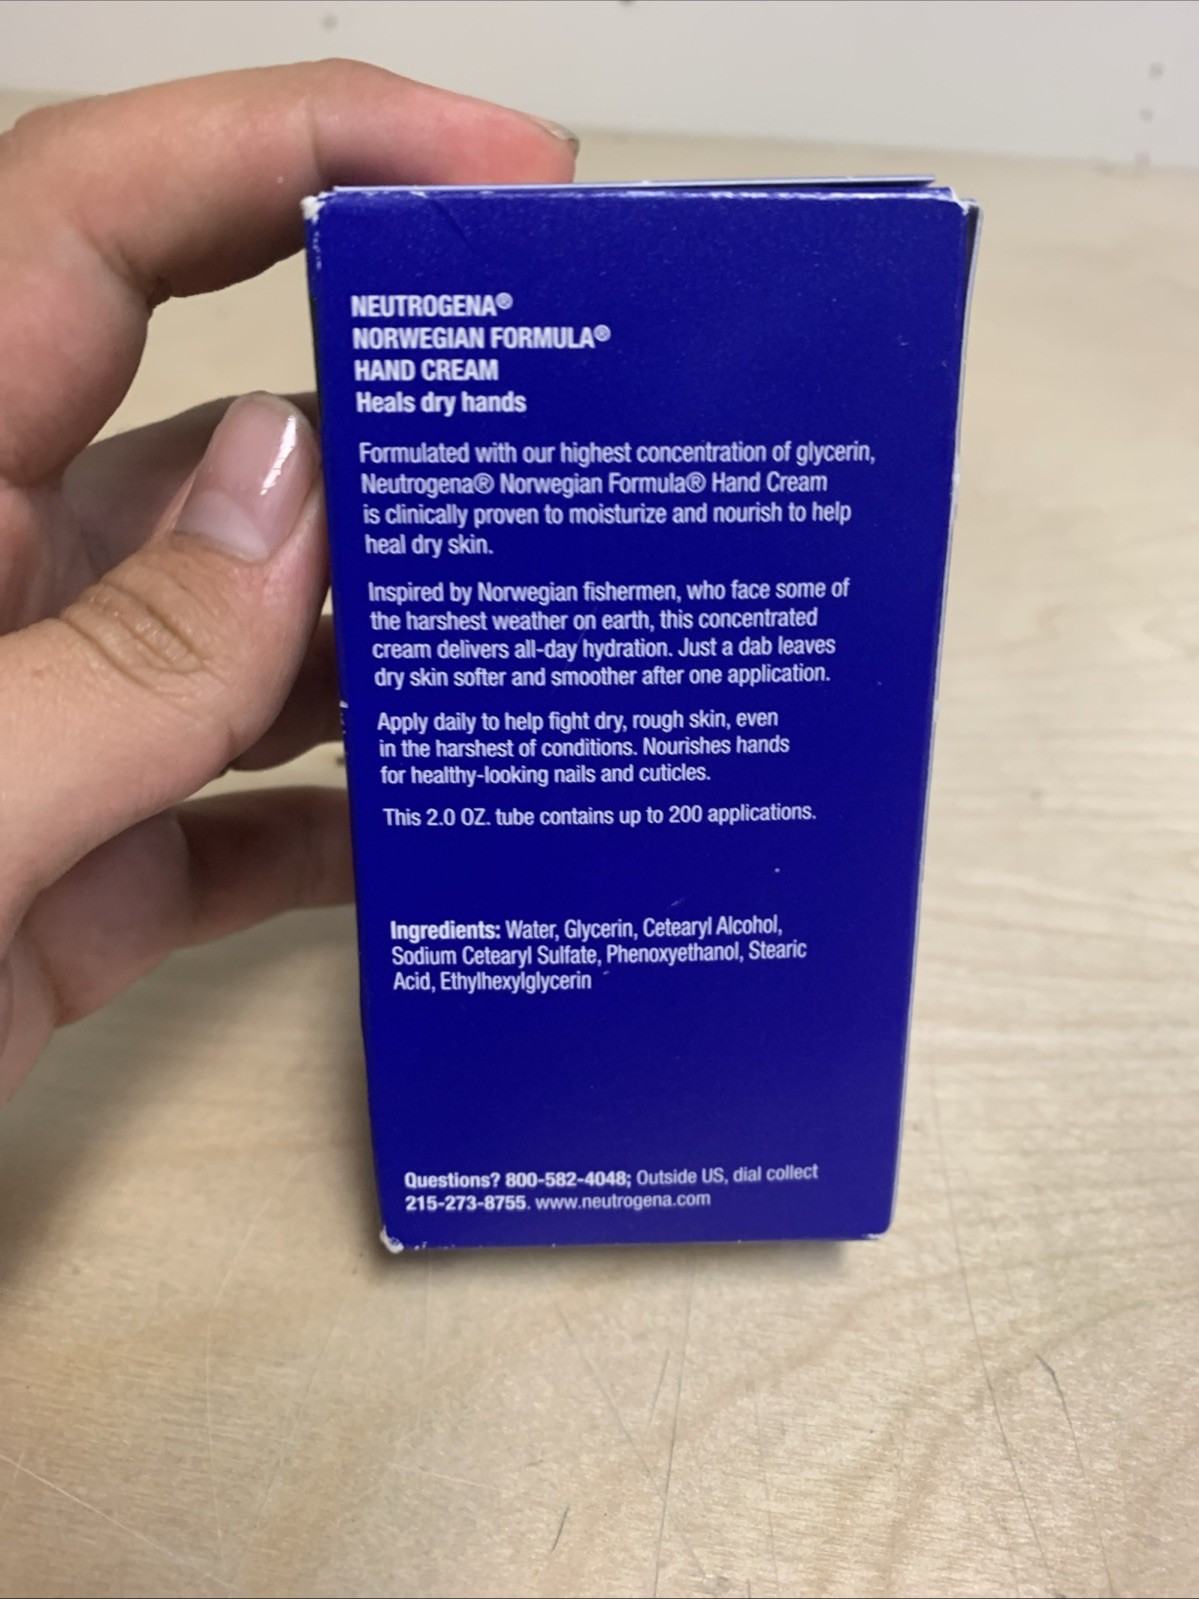 NEUTROGENA®
NORWEGIAN FORMULA®
HAND CREAM
Heals dry hands
Formulated with our highest concentration of glycerin,
Neutrogena® Norwegian Formula® Hand Cream
is clinically proven to moisturize and nourish to help
heal dry skin.
Inspired by Norwegian fishermen, who face some of
the harshest weather on earth, this concentrated
cream delivers all-day hydration. Just a dab leaves
dry skin softer and smoother after one application.
Apply daily to help fight dry, rough skin, even
in the harshest of conditions. Nourishes hands
for healthy-looking nails and cuticles.
This 2.0 OZ. tube contains up to 200 applications.
Ingredients: Water, Glycerin, Cetearyl Alcohol,
Sodium Cetearyl Sulfate, Phenoxyethanol, Stearic
Acid, Ethylhexylglycerin
Questions? 800-582-4048; Outside US, dial collect
215-273-8755. www.neutrogena.com